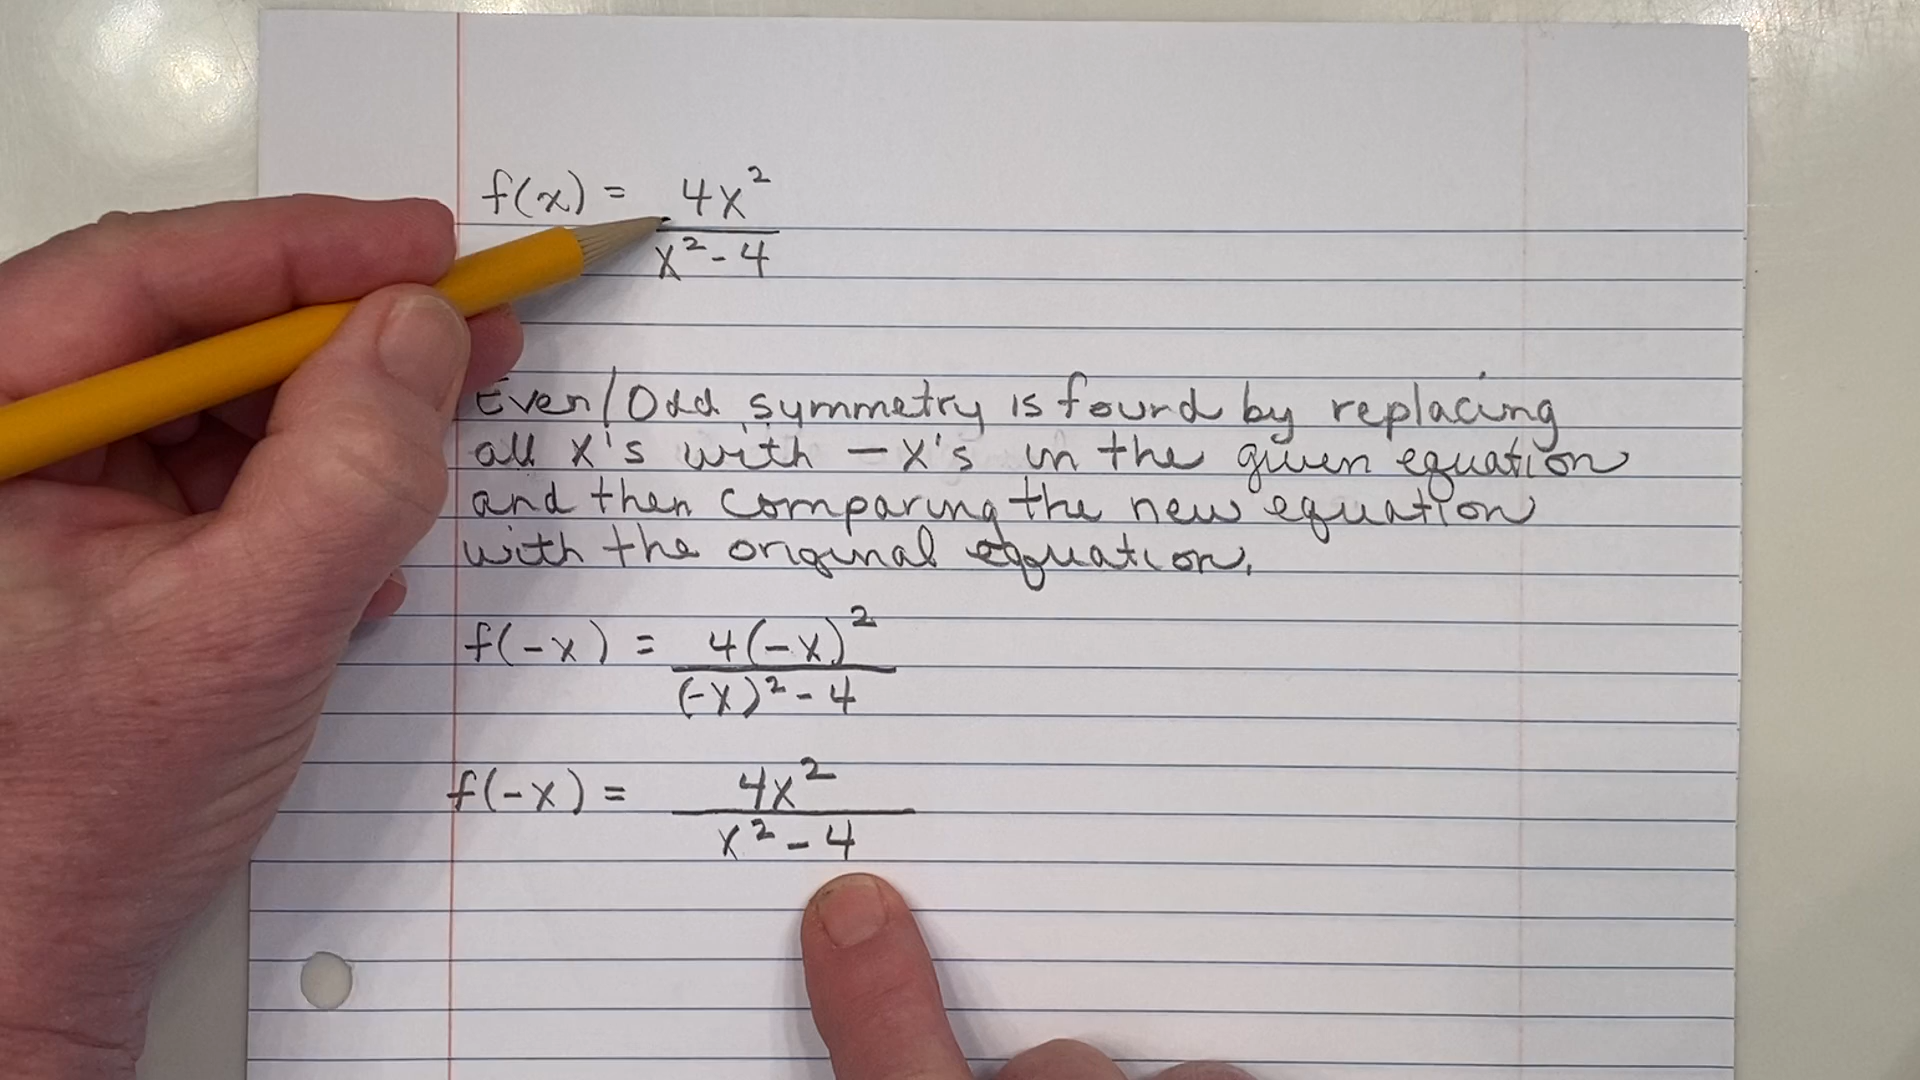 f(x) = 4x²
x² - 4
Even/Odd symmetry is found by replacing
all x's with -x's in the given equation
and then comparing the new equation
with the original equation.
f(-x) = 4(-x)²
(-x)² - 4
f(-x) = 4x²
x² - 4